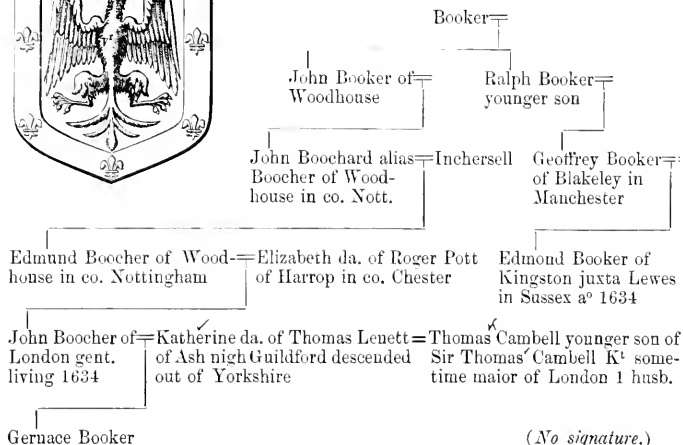 Booker
John Booker of
Woodhouse
Ralph Booker
younger son
John Boochard alias
Boocher of Wood-
house in co. Nott.
Inchersell
Geoffrey Booker
of Blakeley in
Manchester
Edmund Boocher of Wood-
house in co. Nottingham
Elizabeth da. of Roger Pott
of Harrop in co. Chester
Edmond Booker of
Kingston juxta Lewes
in Sussex aº 1634
John Boocher of
London gent.
living 1634
Katherine da. of Thomas Leuett
of Ash nigh Guildford descended
out of Yorkshire
Thomas Cambell younger son of
Sir Thomas Cambell Kt some-
time maior of London 1 husb.
Gernace Booker
(No signature.)